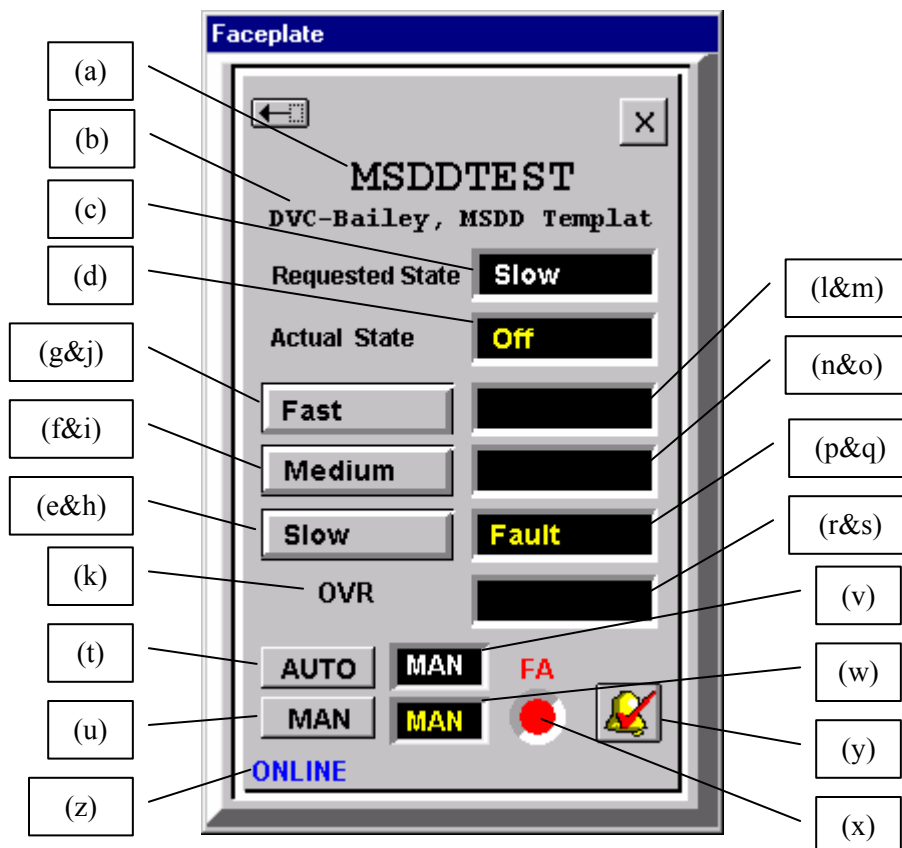 Faceplate
(a)
(b)
(c)
(d)
(g&j)
(f&i)
(e&h)
(k)
(t)
(u)
(z)
X
MSDDTEST
DVC-Bailey, MSDD Templat
Requested State Slow
Actual State Off
Fast
Medium
Slow Fault
OVR
AUTO MAN FA
MAN MAN
ONLINE
(l&m)
(n&o)
(p&q)
(r&s)
(v)
(w)
(y)
(x)